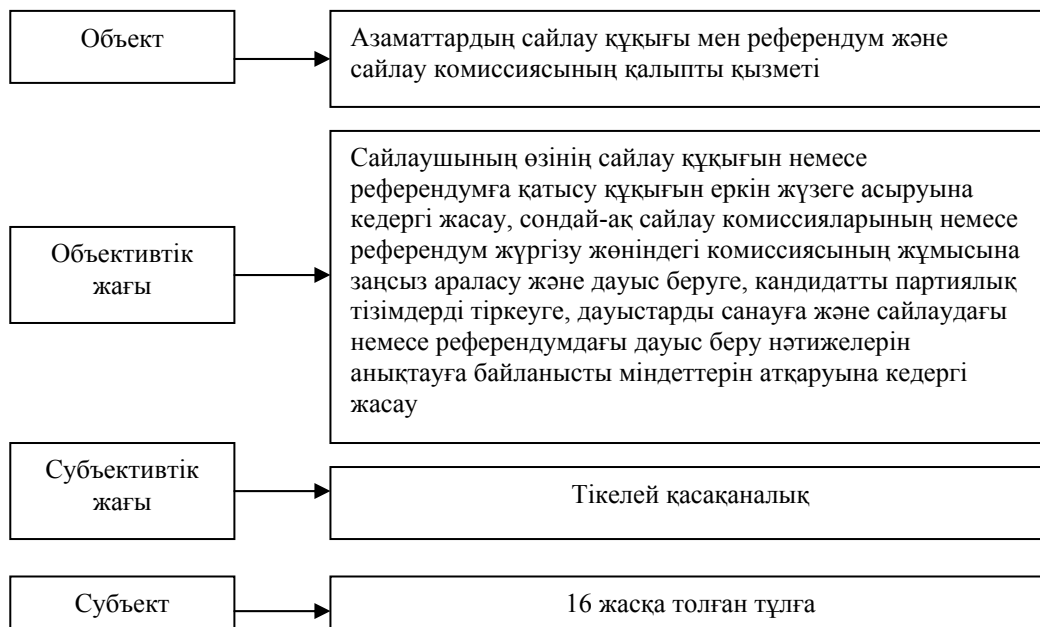 Объект
Азаматтардың сайлау құқығы мен референдум және
сайлау комиссиясының қалыпты қызметі
Объективтік
жағы
Сайлаушының өзінің сайлау құқығын немесе
референдумға қатысу құқығын еркін жүзеге асыруына
кедергі жасау, сондай-ақ сайлау комиссияларының немесе
референдум жүргізу жөніндегі комиссиясының жұмысына
заңсыз араласу және дауыс беруге, кандидатты партиялық
тізімдерді тіркеуге, дауыстарды санауға және сайлаудағы
немесе референдумдағы дауыс беру нәтижелерін
анықтауға байланысты міндеттерін атқаруына кедергі
жасау
Субъективтік
жағы
Тікелей қасақаналық
Субъект
16 жасқа толған тұлға